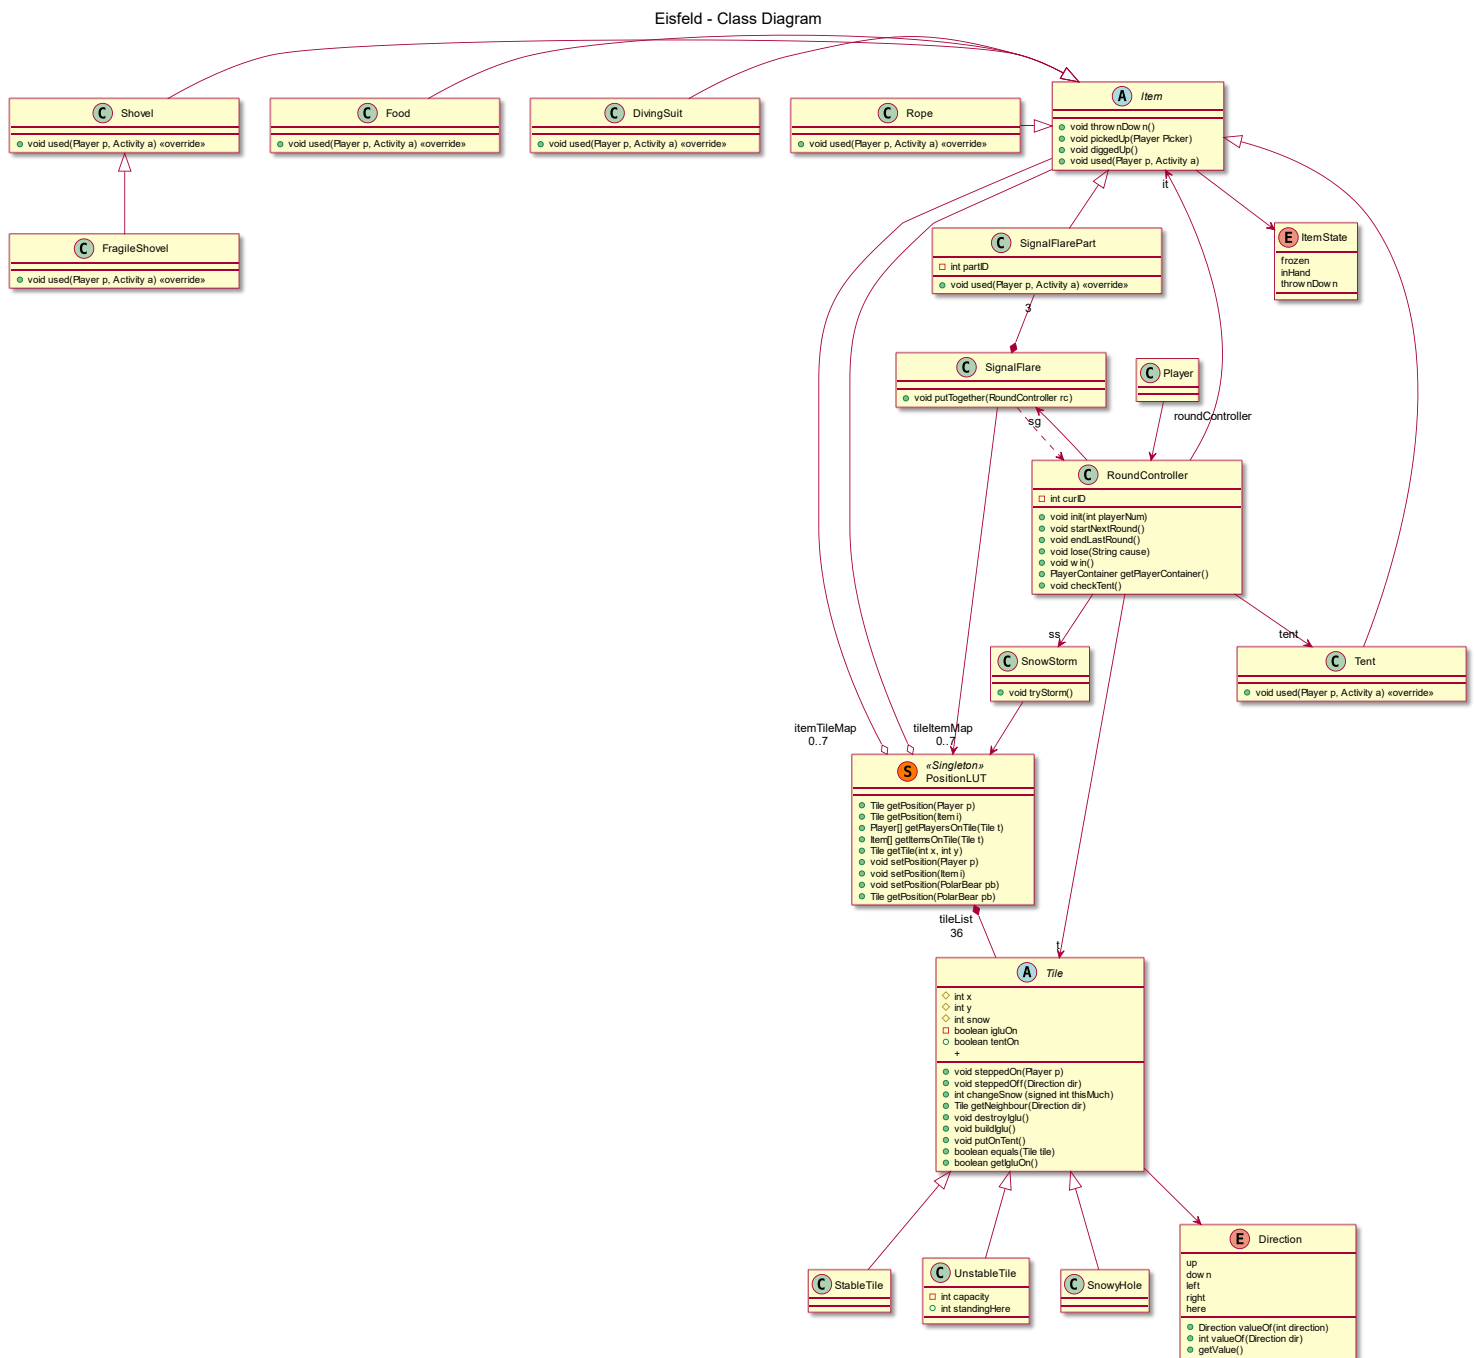 Eisfeld - Class Diagram
C Shovel
void used(Player p, Activity a) «override»
C Food
void used(Player p, Activity a) «override»
C DivingSuit
void used(Player p, Activity a) «override»
C Rope
void used(Player p, Activity a) «override»
A Item
void thrownDown()
void pickedUp(Player Picker)
void diggedUp()
void used(Player p, Activity a)
it
C FragileShovel
void used(Player p, Activity a) «override»
C SignalFlarePart
int partID
void used(Player p, Activity a) «override»
3
E ItemState
frozen
inHand
thrownDown
C SignalFlare
void putTogether(RoundController rc)
sg
C Player
roundController
C RoundController
int curID
void init(int playerNum)
void startNextRound()
void endLastRound()
void lose(String cause)
void win()
PlayerContainer getPlayerContainer()
void checkTent()
ss
tent
C SnowStorm
void tryStorm()
C Tent
void used(Player p, Activity a) «override»
itemTileMap
0..7
tileItemMap
0..7
S «Singleton»
PositionLUT
Tile getPosition(Player p)
Tile getPosition(Item i)
Player[] getPlayersOnTile(Tile t)
Item[] getItemsOnTile(Tile t)
Tile getTile(int x, int y)
void setPosition(Player p)
void setPosition(Item i)
void setPosition(PolarBear pb)
Tile getPosition(PolarBear pb)
tileList
36
t
A Tile
int x
int y
int snow
boolean igluOn
boolean tentOn
+
void steppedOn(Player p)
void steppedOff(Direction dir)
int changeSnow(signed int thisMuch)
Tile getNeighbour(Direction dir)
void destroyIglu()
void buildIglu()
void putOnTent()
boolean equals(Tile tile)
boolean getIgluOn()
C StableTile
C UnstableTile
int capacity
int standingHere
C SnowyHole
E Direction
up
down
left
right
here
Direction valueOf(int direction)
int valueOf(Direction dir)
getValue()